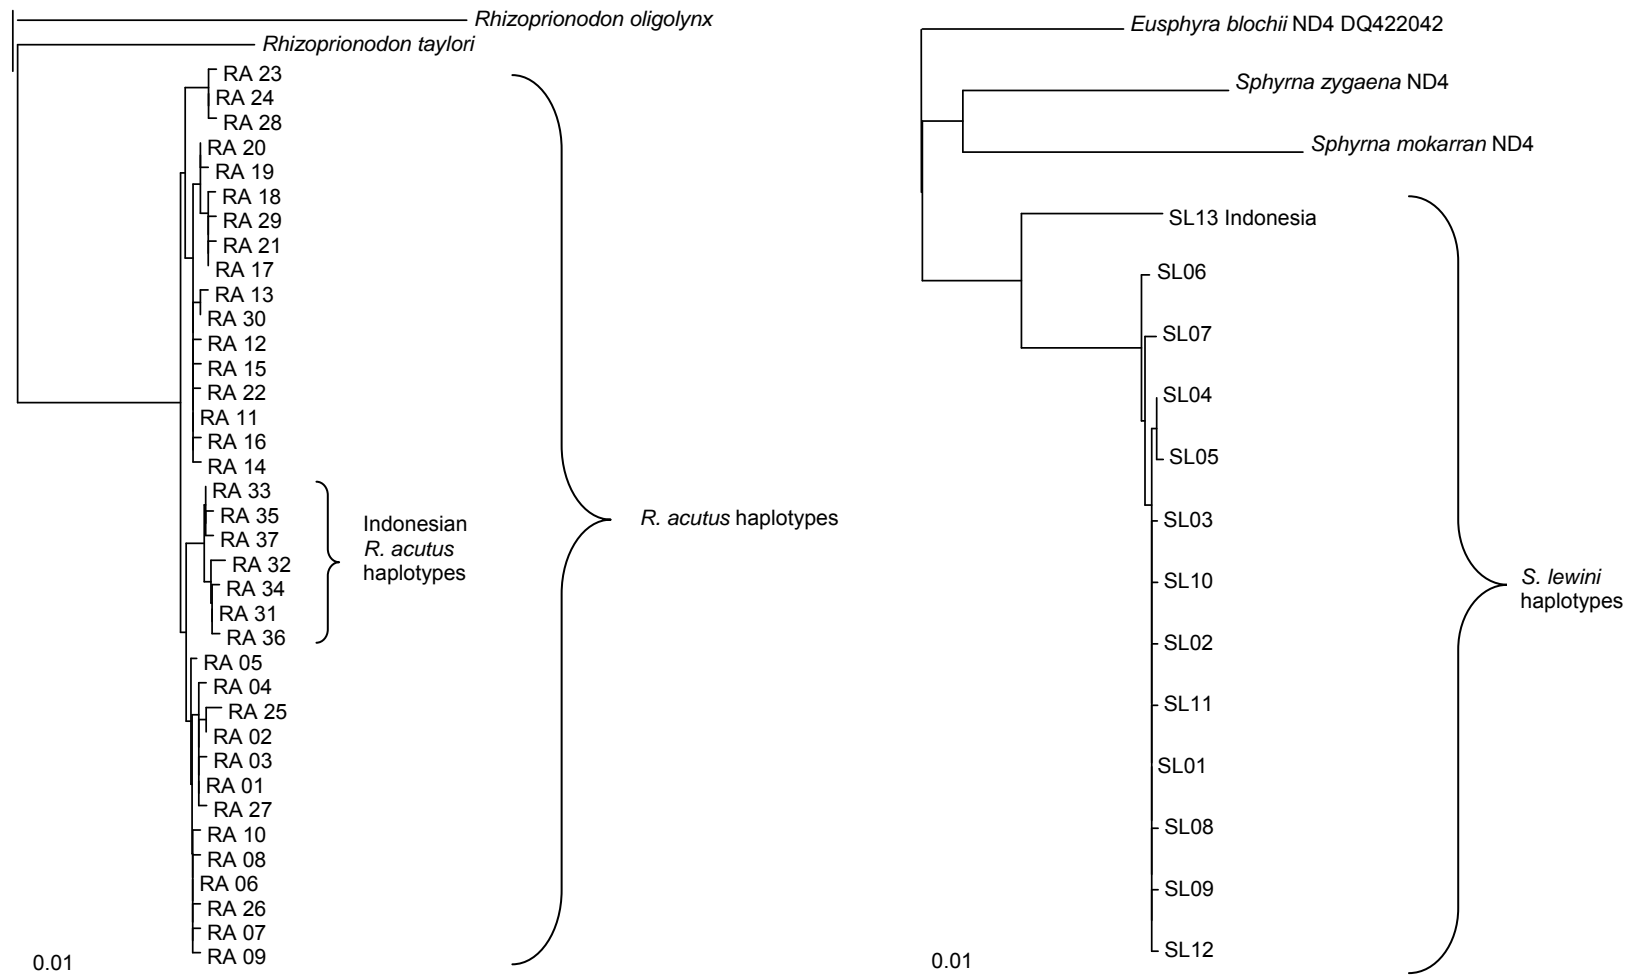 Rhizoprionodon oligolynx
Rhizoprionodon taylori
RA 23
RA 24
RA 28
RA 20
RA 19
RA 18
RA 29
RA 21
RA 17
RA 13
RA 30
RA 12
RA 15
RA 22
RA 11
RA 16
RA 14
RA 33
RA 35
RA 37
RA 32
RA 34
RA 31
RA 36
RA 05
RA 04
RA 25
RA 02
RA 03
RA 01
RA 27
RA 10
RA 08
RA 06
RA 26
RA 07
RA 09
Indonesian
R. acutus
haplotypes
R. acutus haplotypes
0.01
Eusphyra blochii ND4 DQ422042
Sphyrna zygaena ND4
Sphyrna mokarran ND4
SL13 Indonesia
SL06
SL07
SL04
SL05
SL03
SL10
SL02
SL11
SL01
SL08
SL09
SL12
S. lewini
haplotypes
0.01